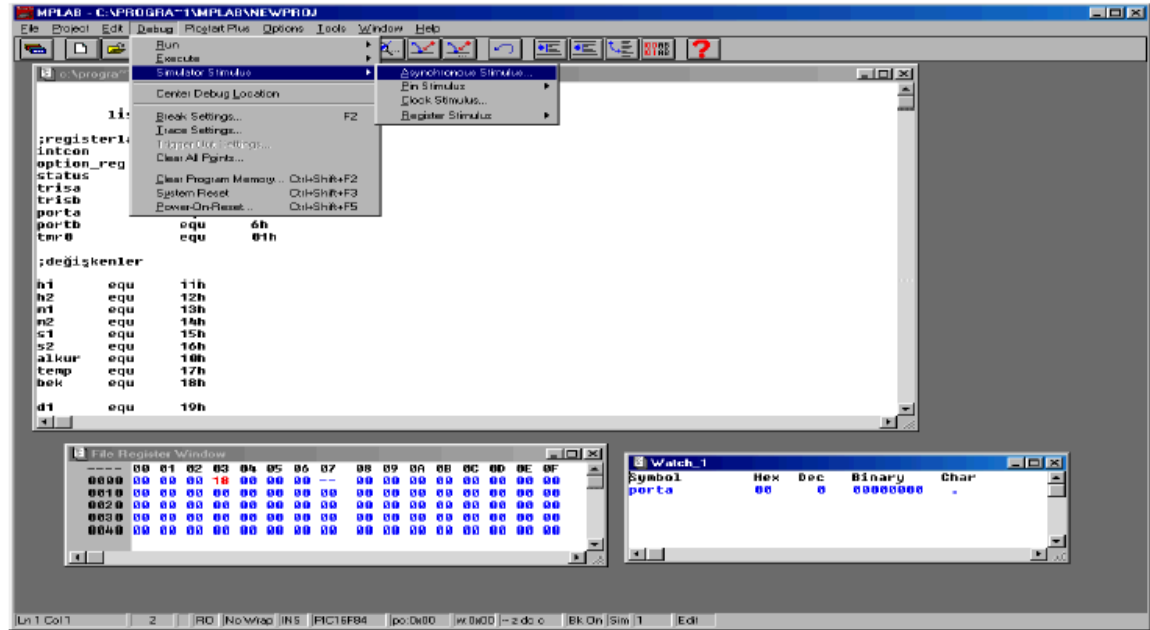 MPLAB - C:\PROGRA~1\MPLAB\NEWPROJ
File Project Edit Debug Picstart Plus Options Tools Window Help
Run
Execute
Simulator Stimulus
Center Debug Location
Break Settings... F2
Trace Settings...
Trigger Out Settings...
Clear All Points...
Clear Program Memory... Ctrl+Shift+F2
System Reset Ctrl+Shift+F3
Power-On-Reset... Ctrl+Shift+F5
Asynchronous Stimulus...
Pin Stimulus
Clock Stimulus...
Register Stimulus
c:\progra~
lis
;registerla
intcon
option_reg
status
trisa
trisb
porta
portb equ 6h
tmr0 equ 01h
;değişkenler
h1 equ 11h
h2 equ 12h
m1 equ 13h
m2 equ 14h
s1 equ 15h
s2 equ 16h
alkur equ 10h
temp equ 17h
bek equ 18h
d1 equ 19h
File Register Window
---- 00 01 02 03 04 05 06 07 08 09 0A 0B 0C 0D 0E 0F
0000 00 00 00 18 00 00 00 -- 00 00 00 00 00 00 00 00
0010 00 00 00 00 00 00 00 00 00 00 00 00 00 00 00 00
0020 00 00 00 00 00 00 00 00 00 00 00 00 00 00 00 00
0030 00 00 00 00 00 00 00 00 00 00 00 00 00 00 00 00
0040 00 00 00 00 00 00 00 00 00 00 00 00 00 00 00 00
Watch_1
Symbol Hex Dec Binary Char
porta 00 0 00000000 .
Ln 1 Col 1 2 RO No Wrap INS PIC16F84 pc:0x00 w:0x00 -- z dc c Bk On Sim 1 Edit